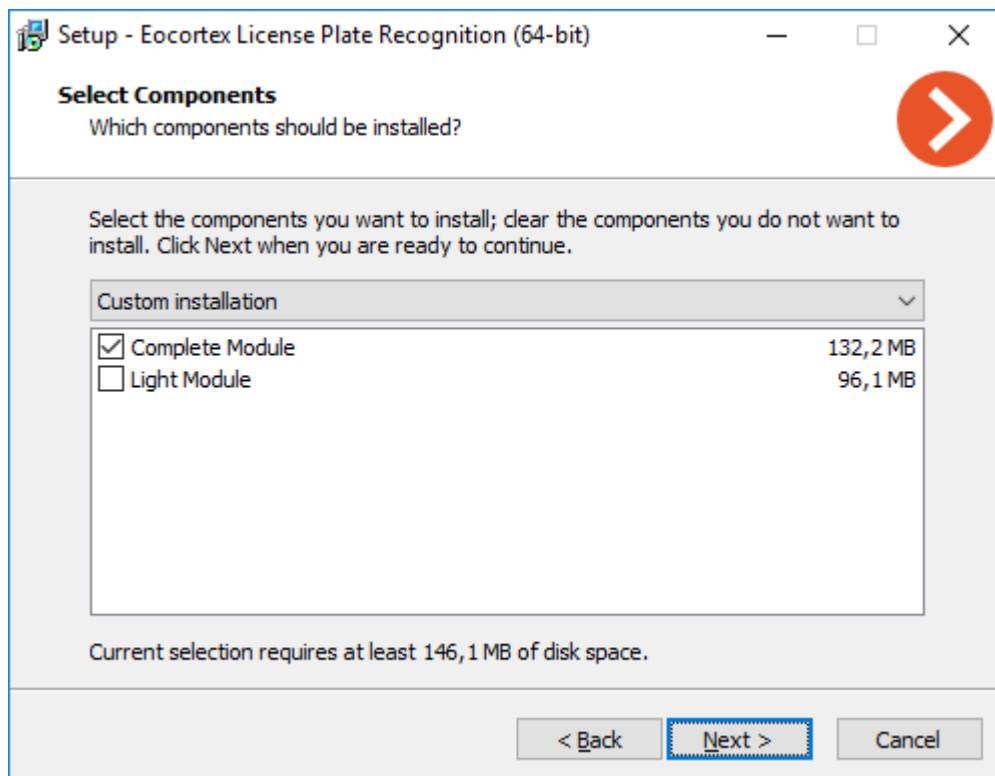 Setup - Eocortex License Plate Recognition (64-bit)
Select Components
Which components should be installed?
Select the components you want to install; clear the components you do not want to
install. Click Next when you are ready to continue.
Custom installation
Complete Module 132,2 MB
Light Module 96,1 MB
Current selection requires at least 146,1 MB of disk space.
< Back Next > Cancel